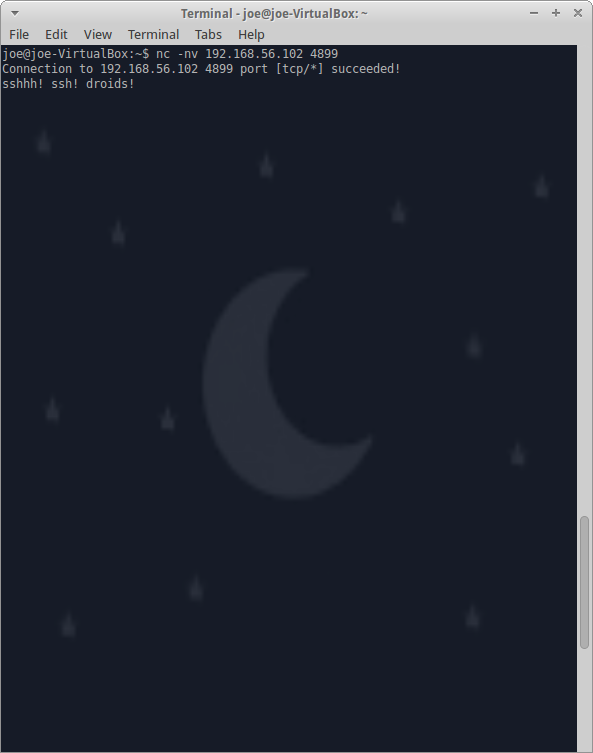 Terminal - joe@joe-VirtualBox: ~
File Edit View Terminal Tabs Help
joe@joe-VirtualBox:~$ nc -nv 192.168.56.102 4899
Connection to 192.168.56.102 4899 port [tcp/*] succeeded!
sshhh! ssh! droids!